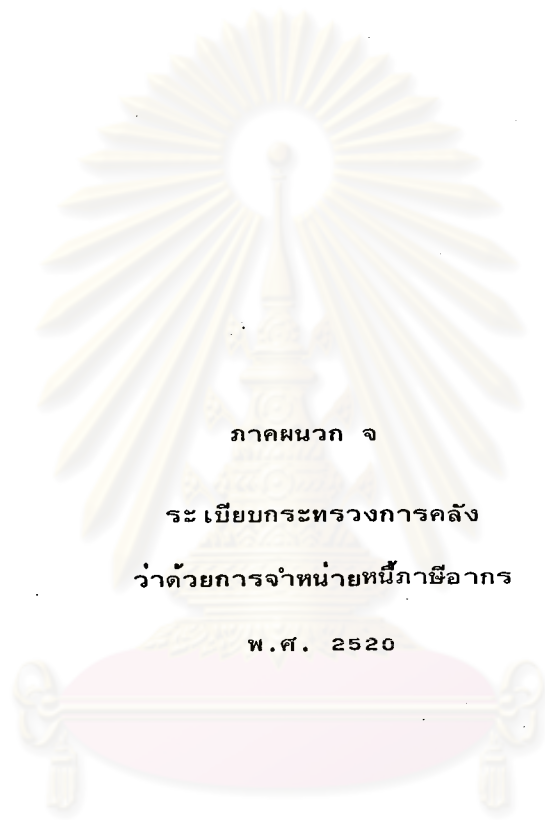 ภาคผนวก จ
ระเบียบกระทรวงการคลัง
ว่าด้วยการจำหน่ายหนี้ภาษีอากร
พ.ศ. 2520